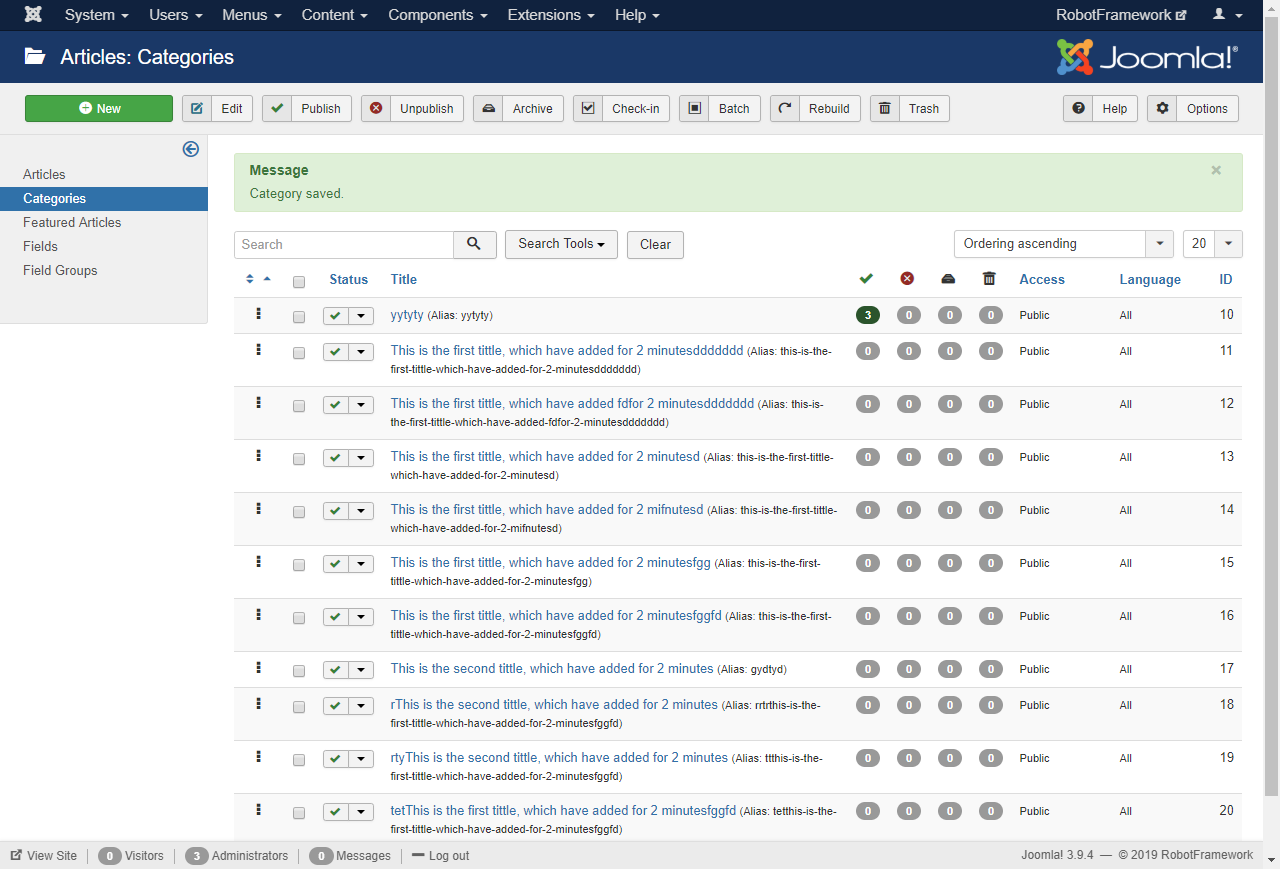 System Users Menus Content Components Extensions Help RobotFramework
Articles: Categories Joomla!®
New Edit Publish Unpublish Archive Check-in Batch Rebuild Trash Help Options
Articles
Categories
Featured Articles
Fields
Field Groups
Message ×
Category saved.
Search Search Tools Clear Ordering ascending 20
Status Title Access Language ID
yytyty (Alias: yytyty) 3 0 0 0 Public All 10
This is the first tittle, which have added for 2 minutesddddddd (Alias: this-is-the- 0 0 0 0 Public All 11
first-tittle-which-have-added-for-2-minutesddddddd)
This is the first tittle, which have added fdfor 2 minutesddddddd (Alias: this-is- 0 0 0 0 Public All 12
the-first-tittle-which-have-added-fdfor-2-minutesddddddd)
This is the first tittle, which have added for 2 minutesd (Alias: this-is-the-first-tittle- 0 0 0 0 Public All 13
which-have-added-for-2-minutesd)
This is the first tittle, which have added for 2 mifnutesd (Alias: this-is-the-first-tittle- 0 0 0 0 Public All 14
which-have-added-for-2-mifnutesd)
This is the first tittle, which have added for 2 minutesfgg (Alias: this-is-the-first- 0 0 0 0 Public All 15
tittle-which-have-added-for-2-minutesfgg)
This is the first tittle, which have added for 2 minutesfggfd (Alias: this-is-the-first- 0 0 0 0 Public All 16
tittle-which-have-added-for-2-minutesfggfd)
This is the second tittle, which have added for 2 minutes (Alias: gydtyd) 0 0 0 0 Public All 17
rThis is the second tittle, which have added for 2 minutes (Alias: rrtrthis-is-the- 0 0 0 0 Public All 18
first-tittle-which-have-added-for-2-minutesfggfd)
rtyThis is the second tittle, which have added for 2 minutes (Alias: ttthis-is-the- 0 0 0 0 Public All 19
first-tittle-which-have-added-for-2-minutesfggfd)
tetThis is the first tittle, which have added for 2 minutesfggfd (Alias: tetthis-is-the- 0 0 0 0 Public All 20
first-tittle-which-have-added-for-2-minutesfggfd)
View Site 0 Visitors 3 Administrators 0 Messages Log out Joomla! 3.9.4 — © 2019 RobotFramework